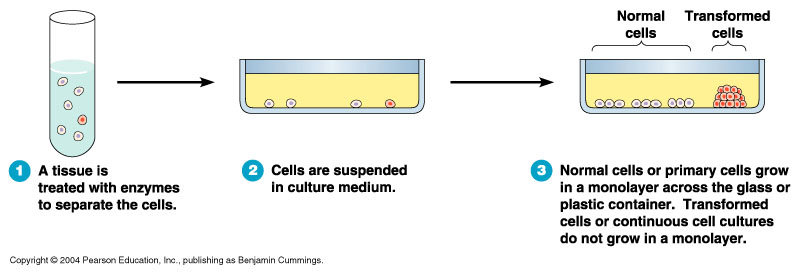 Normal
cells
Transformed
cells
1 A tissue is
treated with enzymes
to separate the cells.
2 Cells are suspended
in culture medium.
3 Normal cells or primary cells grow
in a monolayer across the glass or
plastic container. Transformed
cells or continuous cell cultures
do not grow in a monolayer.
Copyright © 2004 Pearson Education, Inc., publishing as Benjamin Cummings.